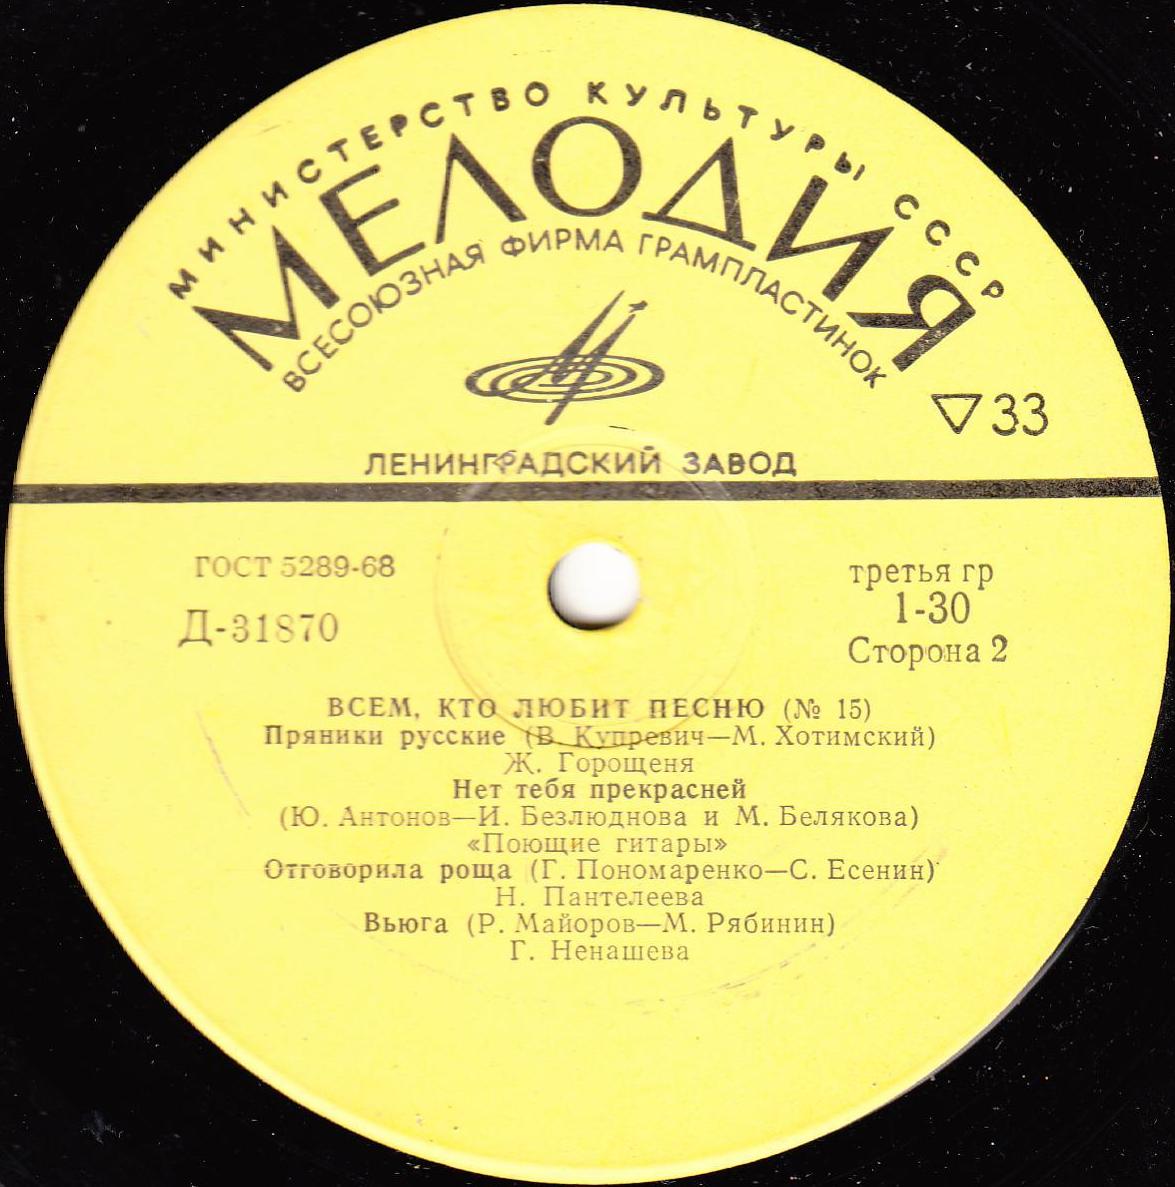 МИНИСТЕРСТВО КУЛЬТУРЫ СССР
МЕЛОДИЯ
ВСЕСОЮЗНАЯ ФИРМА ГРАМПЛАСТИНОК
▽33
ЛЕНИНГРАДСКИЙ ЗАВОД
ГОСТ 5289-68
Д-31870
третья гр
1-30
Сторона 2
ВСЕМ, КТО ЛЮБИТ ПЕСНЮ (№ 15)
Пряники русские (В. Купревич—М. Хотимский)
Ж. Горощеня
Нет тебя прекрасней
(Ю. Антонов—И. Безлюднова и М. Белякова)
«Поющие гитары»
Отговорила роща (Г. Пономаренко—С. Есенин)
Н. Пантелеева
Вьюга (Р. Майоров—М. Рябинин)
Г. Ненашева